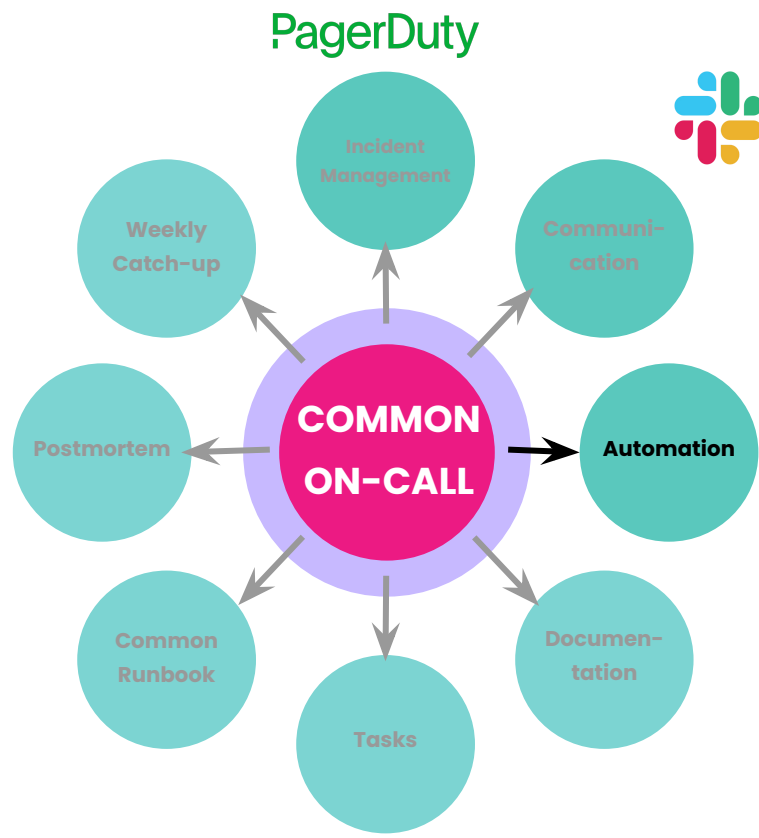 PagerDuty
Incident
Management
Weekly
Catch-up
Communi-
cation
COMMON
ON-CALL
Postmortem
Automation
Common
Runbook
Documen-
tation
Tasks